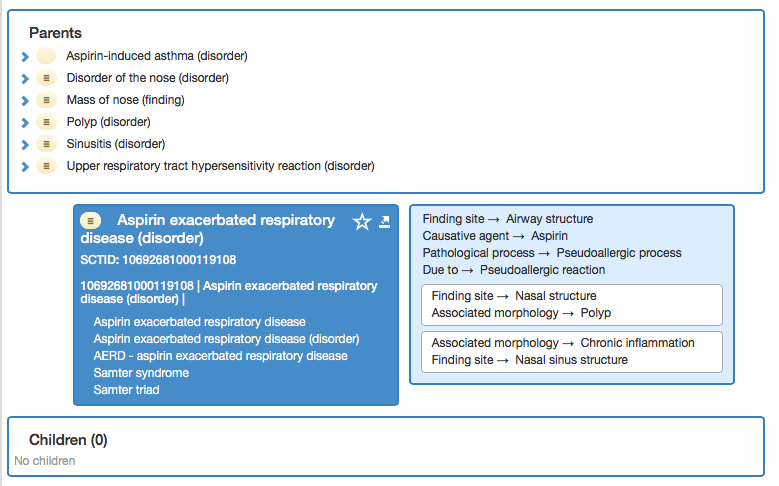 Parents
Aspirin-induced asthma (disorder)
Disorder of the nose (disorder)
Mass of nose (finding)
Polyp (disorder)
Sinusitis (disorder)
Upper respiratory tract hypersensitivity reaction (disorder)
Aspirin exacerbated respiratory
disease (disorder)
SCTID: 10692681000119108
10692681000119108 | Aspirin exacerbated respiratory
disease (disorder) |
Aspirin exacerbated respiratory disease
Aspirin exacerbated respiratory disease (disorder)
AERD - aspirin exacerbated respiratory disease
Samter syndrome
Samter triad
Finding site → Airway structure
Causative agent → Aspirin
Pathological process → Pseudoallergic process
Due to → Pseudoallergic reaction
Finding site → Nasal structure
Associated morphology → Polyp
Associated morphology → Chronic inflammation
Finding site → Nasal sinus structure
Children (0)
No children